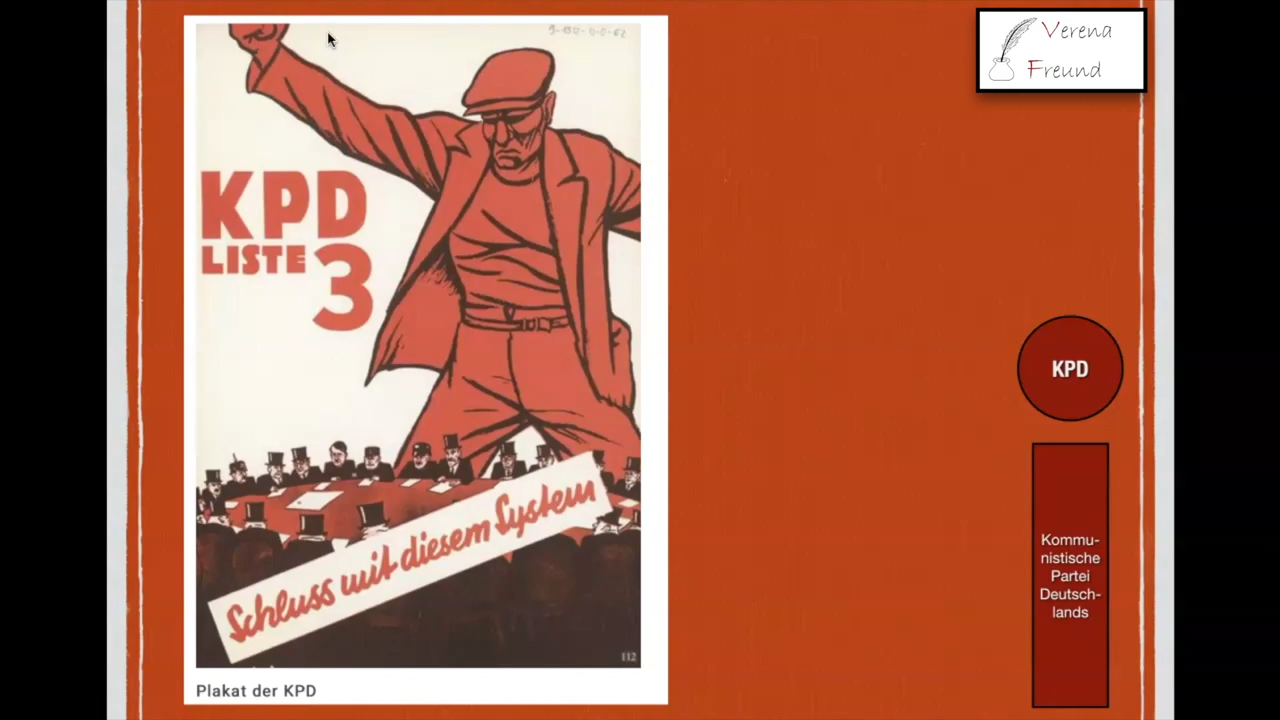 Verena
Freund
KPD
LISTE 3
Schluss mit diesem System
112
Plakat der KPD
KPD
Kommu-
nistische
Partei
Deutsch-
lands